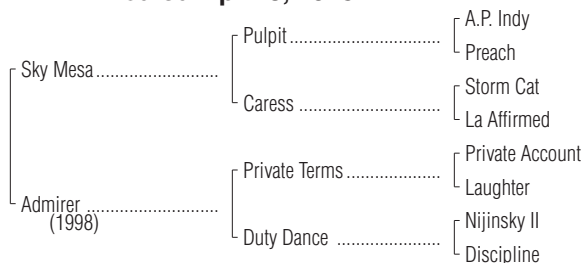 A.P. Indy
Pulpit
Preach
Sky Mesa
Storm Cat
Caress
La Affirmed
Private Account
Private Terms
Laughter
Admirer
(1998)
Nijinsky II
Duty Dance
Discipline